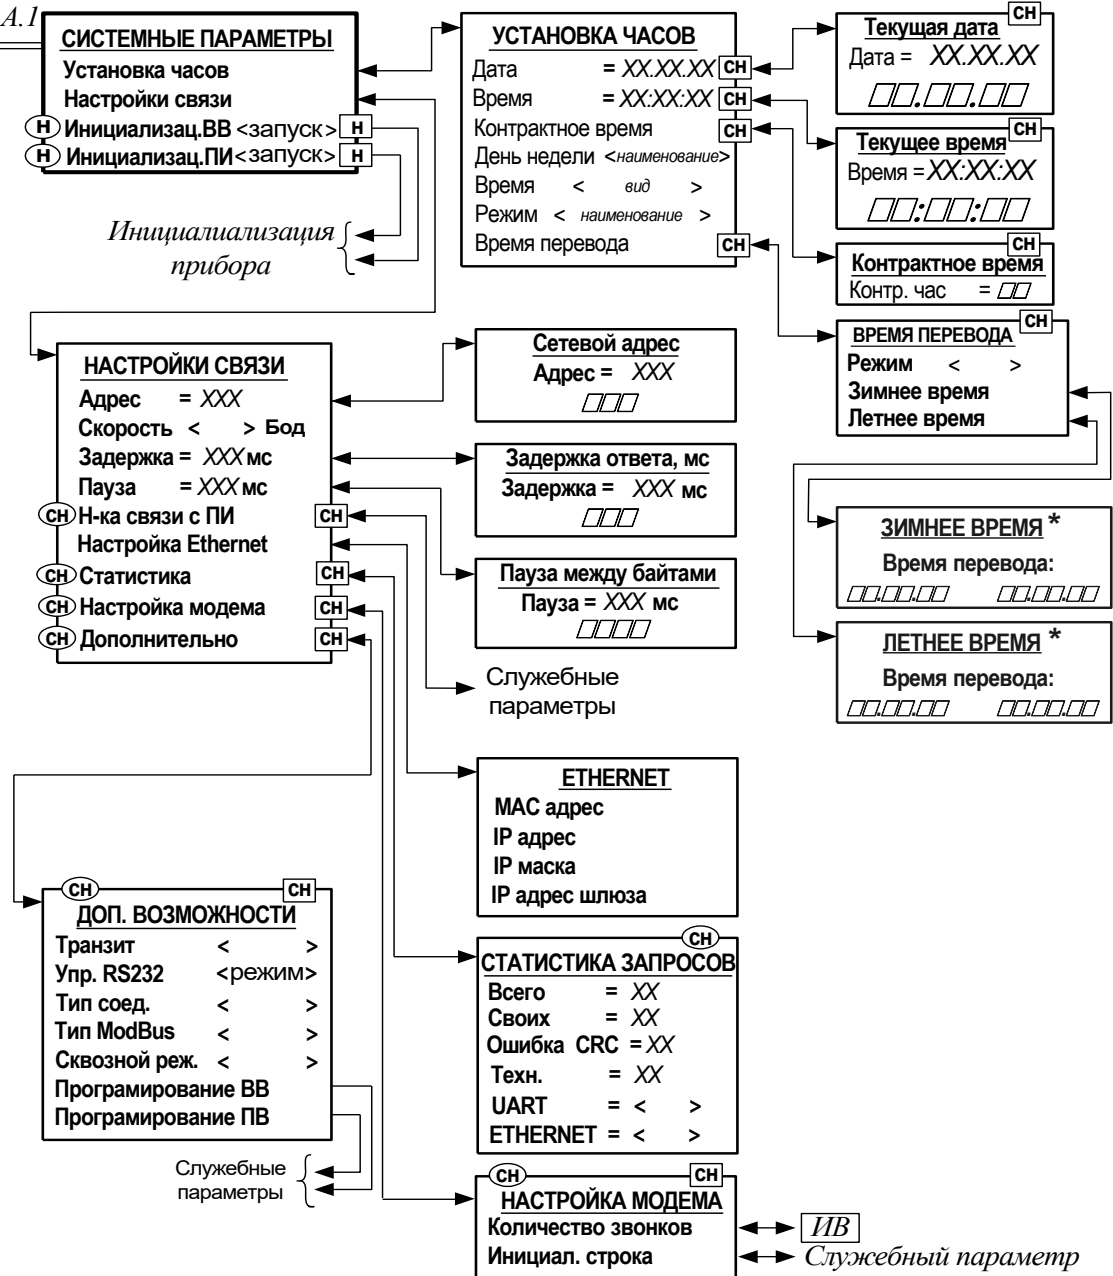 А.1
СИСТЕМНЫЕ ПАРАМЕТРЫ
Установка часов
Настройки связи
Н Инициализац.ВВ <запуск> Н
Н Инициализац.ПИ <запуск> Н
Инициалиализация
прибора
УСТАНОВКА ЧАСОВ
Дата = XX.XX.XX СН
Время = XX:XX:XX СН
Контрактное время СН
День недели <наименование>
Время < вид >
Режим < наименование >
Время перевода СН
СН
Текущая дата
Дата = XX.XX.XX
СН
Текущее время
Время = XX:XX:XX
СН
Контрактное время
Контр. час =
СН
ВРЕМЯ ПЕРЕВОДА
Режим < >
Зимнее время
Летнее время
ЗИМНЕЕ ВРЕМЯ *
Время перевода:
ЛЕТНЕЕ ВРЕМЯ *
Время перевода:
НАСТРОЙКИ СВЯЗИ
Адрес = XXX
Скорость < > Бод
Задержка = XXX мс
Пауза = XXX мс
СН Н-ка связи с ПИ СН
Настройка Ethernet
СН Статистика СН
СН Настройка модема СН
СН Дополнительно СН
Сетевой адрес
Адрес = XXX
Задержка ответа, мс
Задержка = XXX мс
Пауза между байтами
Пауза = XXX мс
Служебные
параметры
ETHERNET
MAC адрес
IP адрес
IP маска
IP адрес шлюза
СН СН
ДОП. ВОЗМОЖНОСТИ
Транзит < >
Упр. RS232 <режим>
Тип соед. < >
Тип ModBus < >
Сквозной реж. < >
Програмирование ВВ
Програмирование ПВ
Служебные
параметры
СН
СТАТИСТИКА ЗАПРОСОВ
Всего = XX
Своих = XX
Ошибка CRC = XX
Техн. = XX
UART = < >
ETHERNET = < >
СН СН
НАСТРОЙКА МОДЕМА
Количество звонков
ИВ
Инициал. строка
Служебный параметр